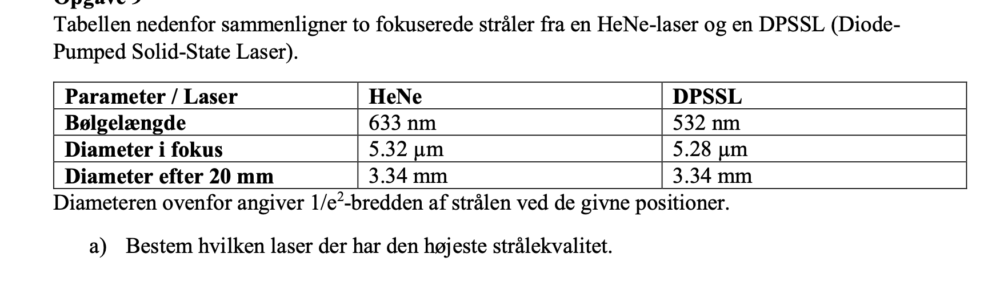 Opgave 9
Tabellen nedenfor sammenligner to fokuserede stråler fra en HeNe-laser og en DPSSL (Diode-
Pumped Solid-State Laser).
Parameter / Laser HeNe DPSSL
Bølgelængde 633 nm 532 nm
Diameter i fokus 5.32 µm 5.28 µm
Diameter efter 20 mm 3.34 mm 3.34 mm
Diameteren ovenfor angiver 1/e²-bredden af strålen ved de givne positioner.
a) Bestem hvilken laser der har den højeste strålekvalitet.